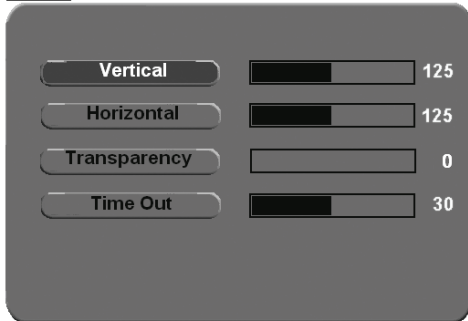 Vertical 125
Horizontal 125
Transparency 0
Time Out 30